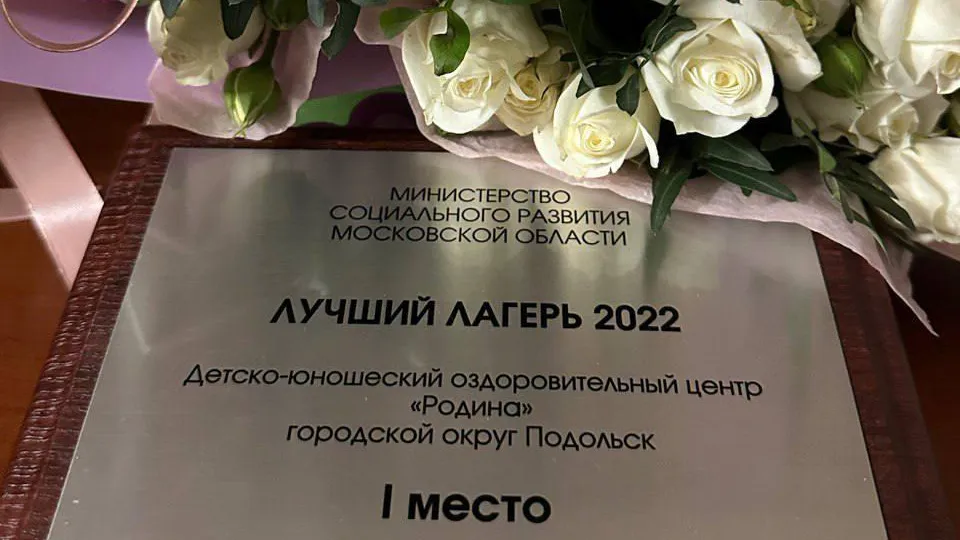 МИНИСТЕРСТВО
СОЦИАЛЬНОГО РАЗВИТИЯ
МОСКОВСКОЙ ОБЛАСТИ
ЛУЧШИЙ ЛАГЕРЬ 2022
Детско-юношеский оздоровительный центр
«Родина»
городской округ Подольск
I место